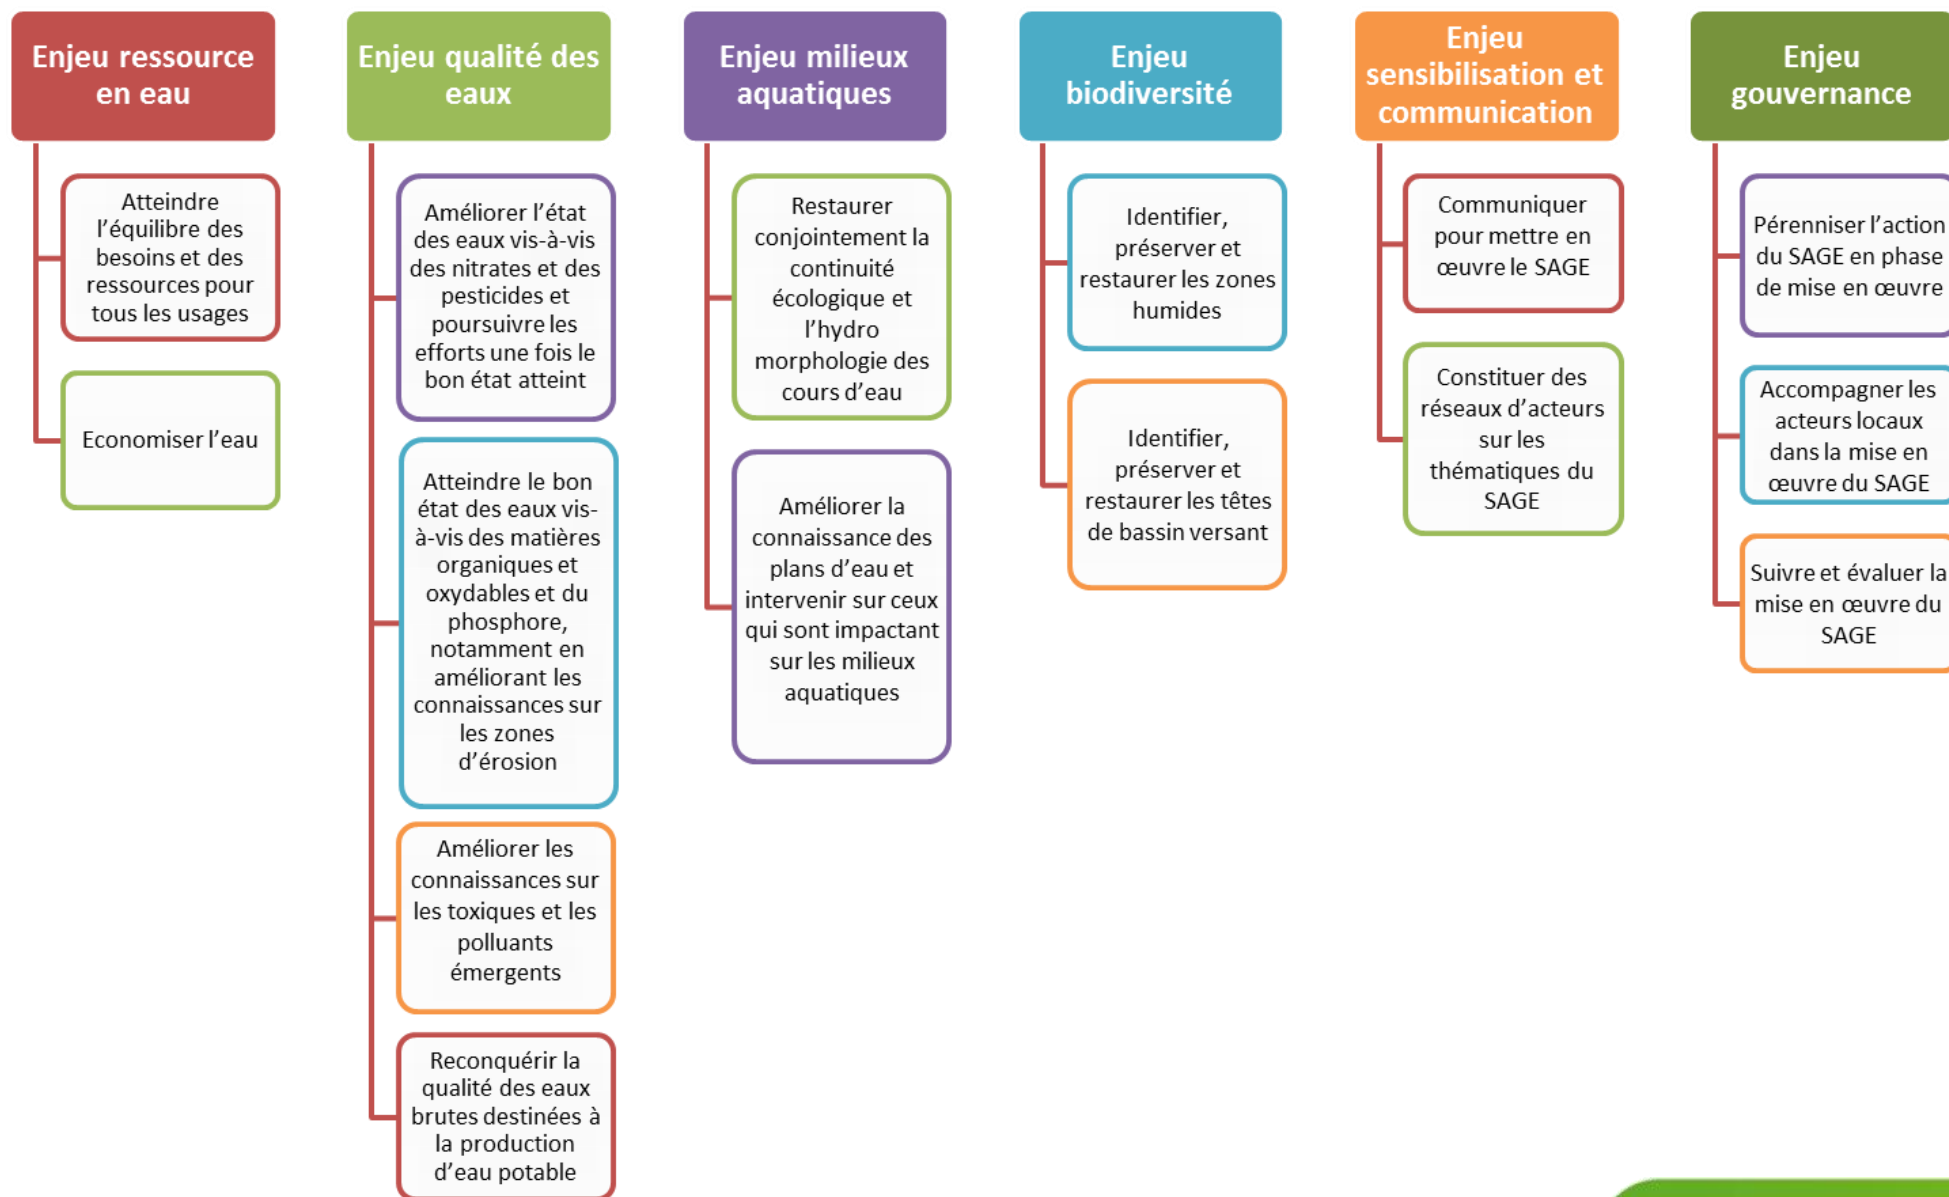 Enjeu ressource
en eau
Atteindre
l’équilibre des
besoins et des
ressources pour
tous les usages
Economiser l’eau
Enjeu qualité des
eaux
Améliorer l’état
des eaux vis-à-vis
des nitrates et des
pesticides et
poursuivre les
efforts une fois le
bon état atteint
Atteindre le bon
état des eaux vis-
à-vis des matières
organiques et
oxydables et du
phosphore,
notamment en
améliorant les
connaissances sur
les zones
d’érosion
Améliorer les
connaissances sur
les toxiques et les
polluants
émergents
Reconquérir la
qualité des eaux
brutes destinées à
la production
d’eau potable
Enjeu milieux
aquatiques
Restaurer
conjointement la
continuité
écologique et
l’hydro
morphologie des
cours d’eau
Améliorer la
connaissance des
plans d’eau et
intervenir sur ceux
qui sont impactant
sur les milieux
aquatiques
Enjeu
biodiversité
Identifier,
préserver et
restaurer les zones
humides
Identifier,
préserver et
restaurer les têtes
de bassin versant
Enjeu
sensibilisation et
communication
Communiquer
pour mettre en
œuvre le SAGE
Constituer des
réseaux d’acteurs
sur les
thématiques du
SAGE
Enjeu
gouvernance
Pérenniser l’action
du SAGE en phase
de mise en œuvre
Accompagner les
acteurs locaux
dans la mise en
œuvre du SAGE
Suivre et évaluer la
mise en œuvre du
SAGE